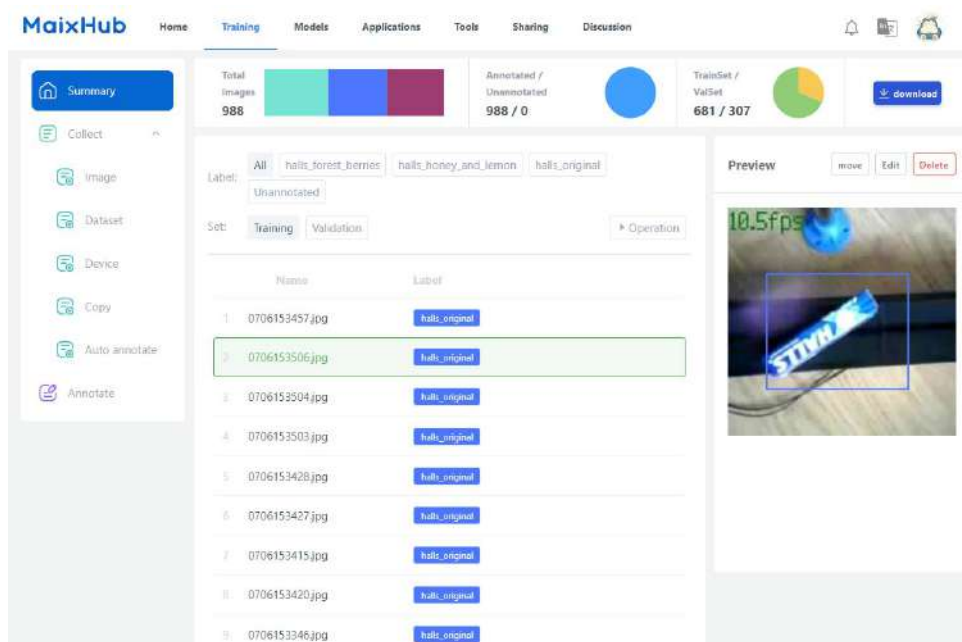 MaixHub Home Training Models Applications Tools Sharing Discussion
Summary
Collect
Image
Dataset
Device
Copy
Auto annotate
Annotate
Total
Images
988
Annotated /
Unannotated
988 / 0
TrainSet /
ValSet
681 / 307
download
Label:
All halls_forest_berries halls_honey_and_lemon halls_original
Unannotated
Set: Training Validation
Operation
Name Label
1 0706153457.jpg halls_original
2 0706153506.jpg halls_original
3 0706153504.jpg halls_original
4 0706153503.jpg halls_original
5 0706153428.jpg halls_original
6 0706153427.jpg halls_original
7 0706153415.jpg halls_original
8 0706153420.jpg halls_original
9 0706153346.jpg halls_original
Preview move Edit Delete
10.5fps
HALLS